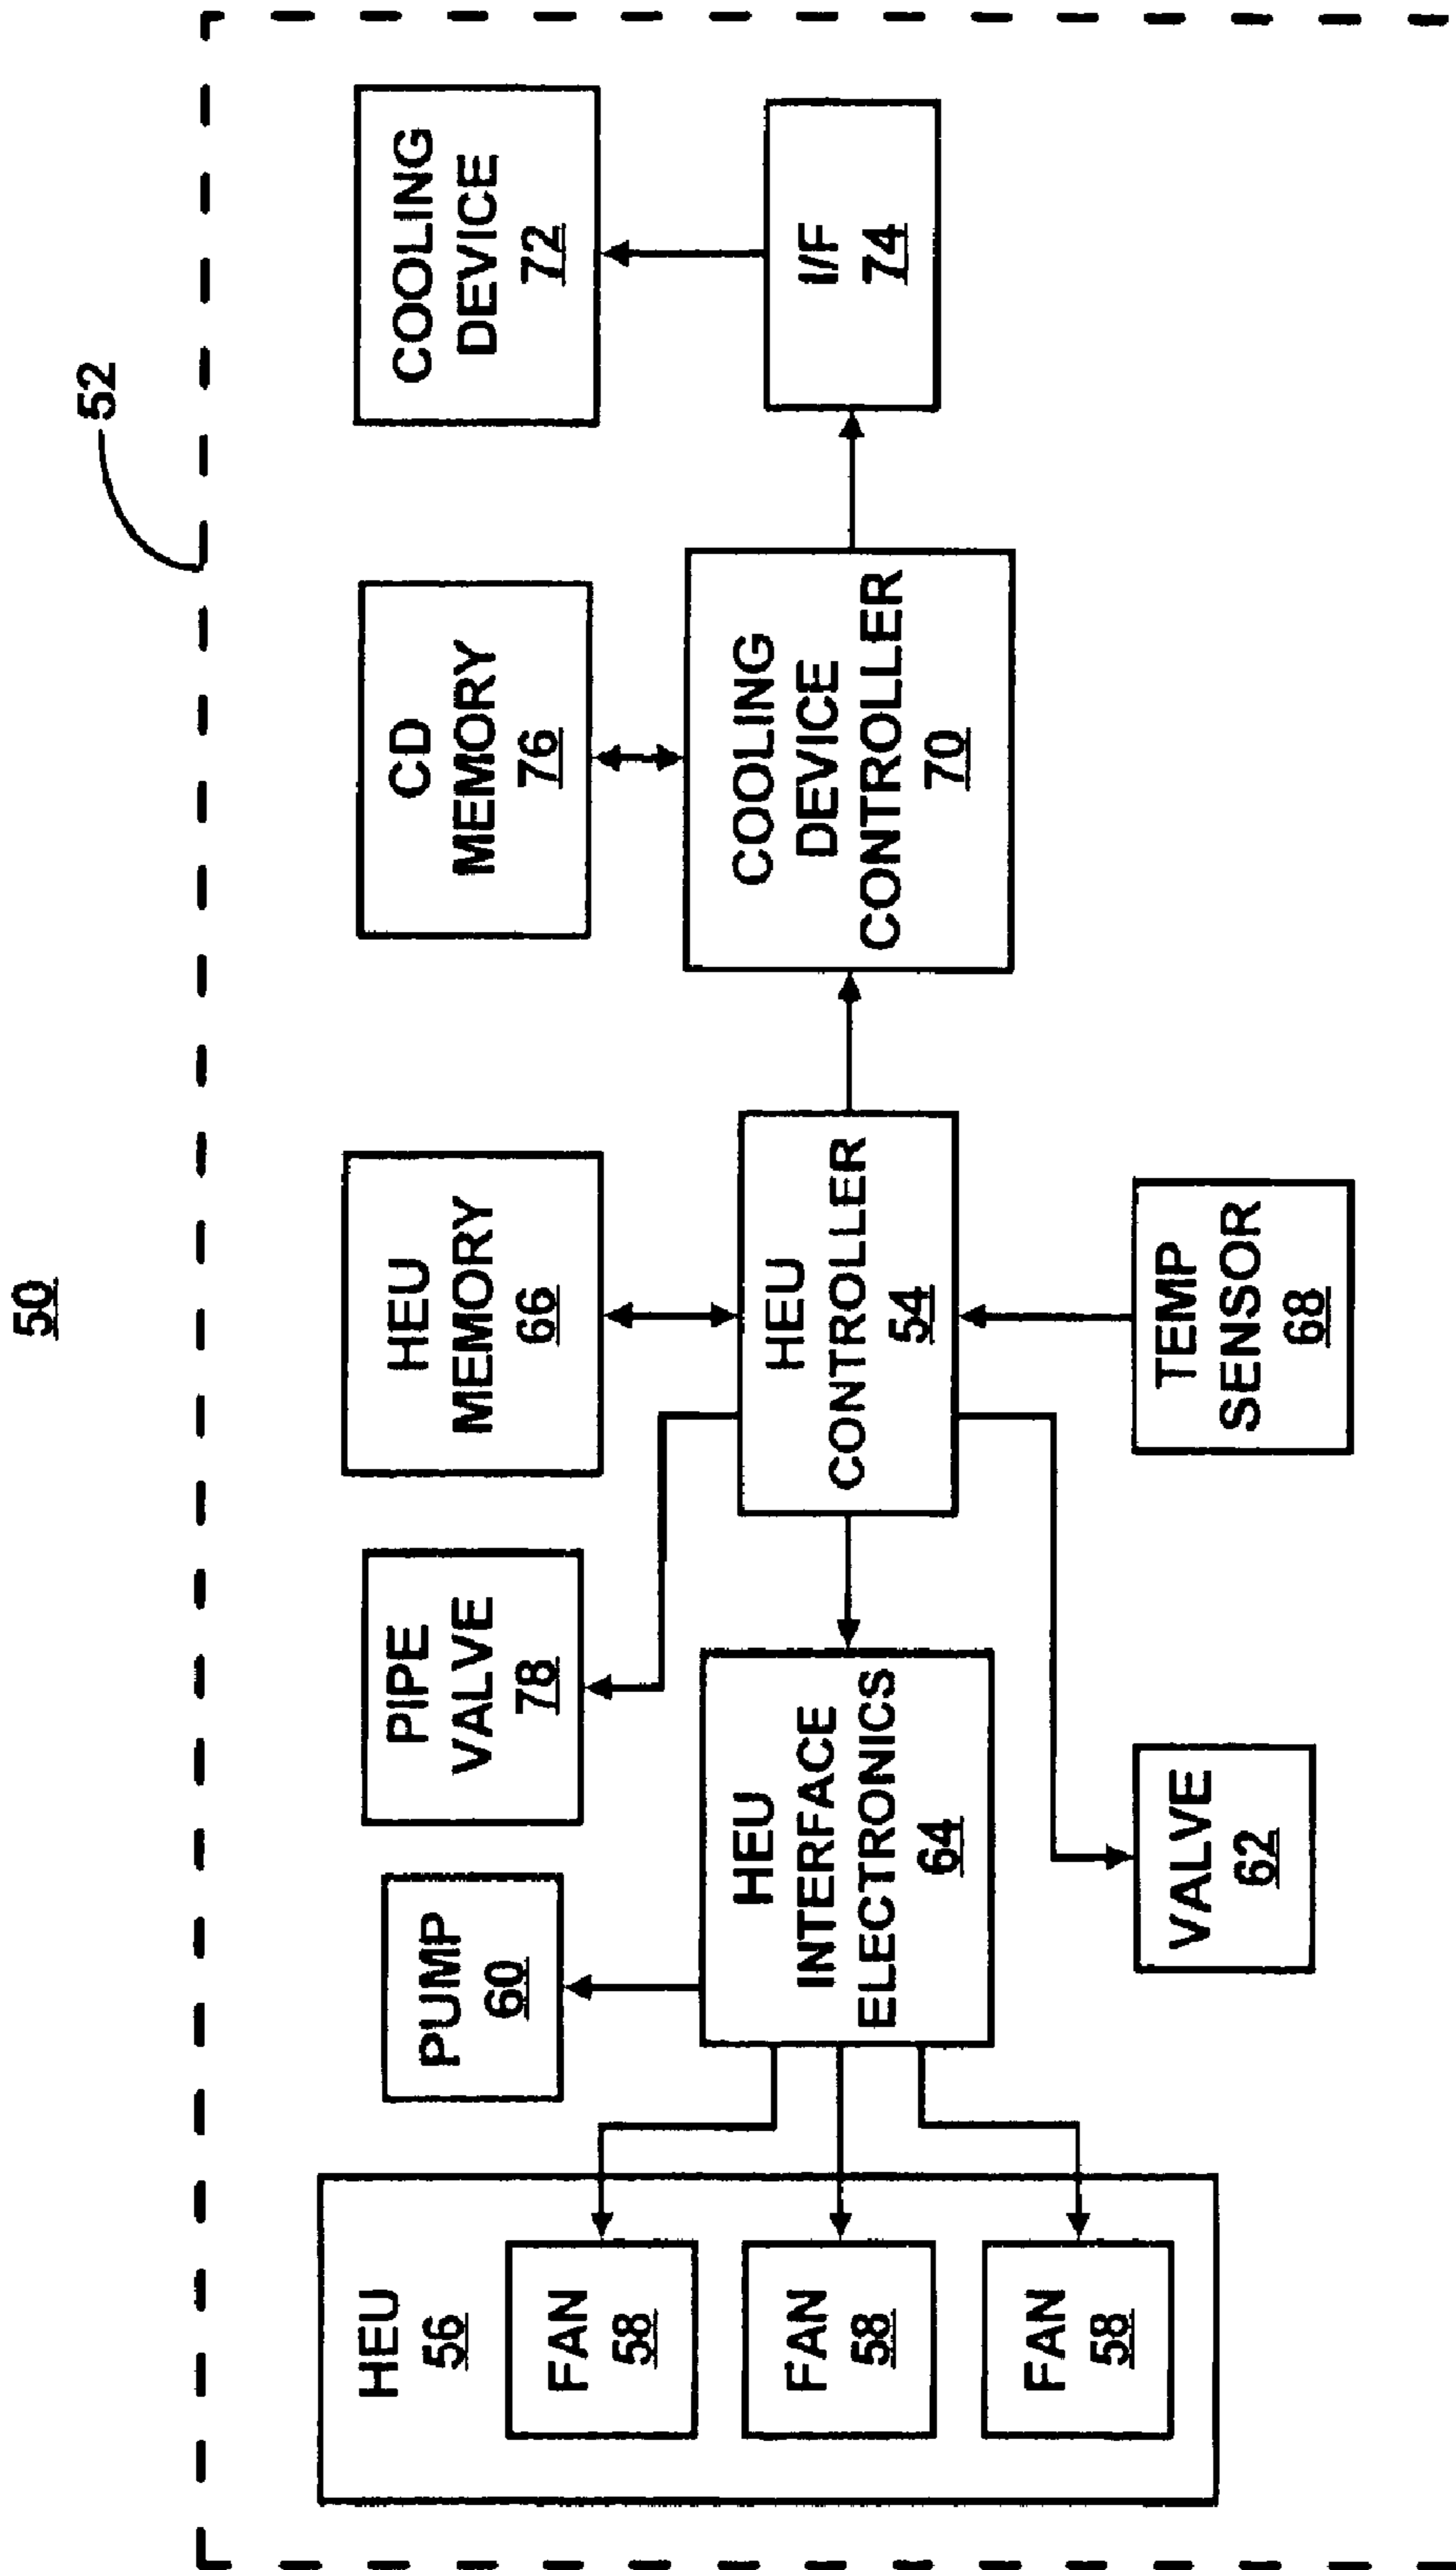 50
52
HEU
56
FAN
58
FAN
58
FAN
58
PUMP
60
PIPE
VALVE
78
HEU
MEMORY
66
CD
MEMORY
76
COOLING
DEVICE
72
HEU
INTERFACE
ELECTRONICS
64
HEU
CONTROLLER
54
COOLING
DEVICE
CONTROLLER
70
I/F
74
VALVE
62
TEMP
SENSOR
68